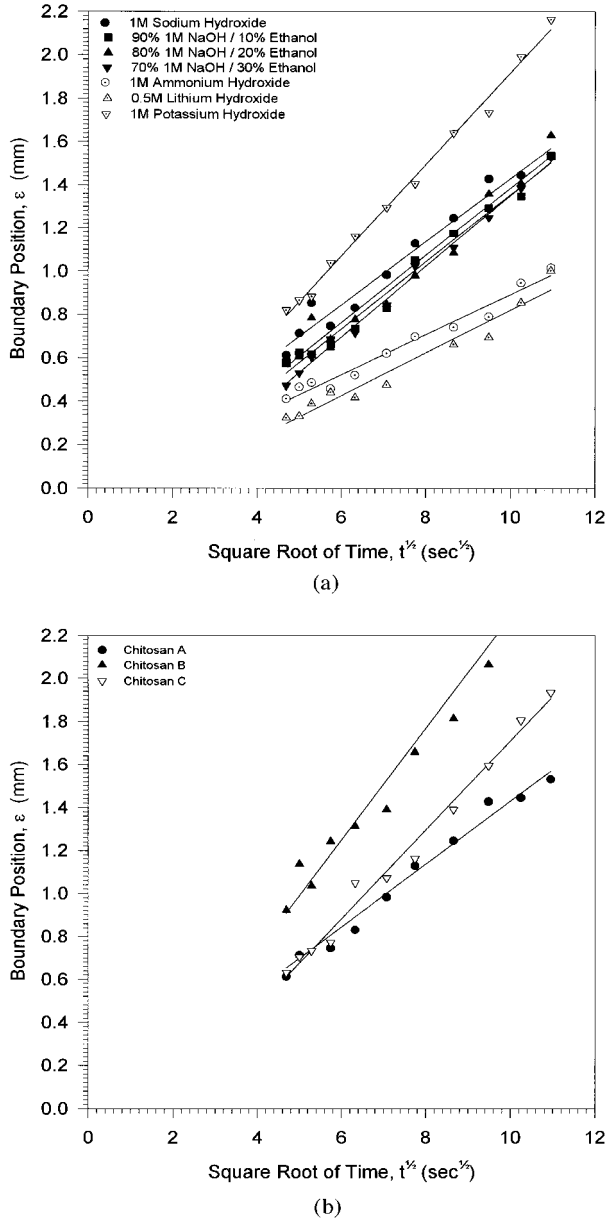 1M Sodium Hydroxide
90% 1M NaOH / 10% Ethanol
80% 1M NaOH / 20% Ethanol
70% 1M NaOH / 30% Ethanol
1M Ammonium Hydroxide
0.5M Lithium Hydroxide
1M Potassium Hydroxide
2.2
2.0
1.8
1.6
1.4
1.2
1.0
0.8
0.6
0.4
0.2
0.0
Boundary Position, ε (mm)
0 2 4 6 8 10 12
Square Root of Time, t½ (sec½)
(a)
Chitosan A
Chitosan B
Chitosan C
2.2
2.0
1.8
1.6
1.4
1.2
1.0
0.8
0.6
0.4
0.2
0.0
Boundary Position, ε (mm)
0 2 4 6 8 10 12
Square Root of Time, t½ (sec½)
(b)